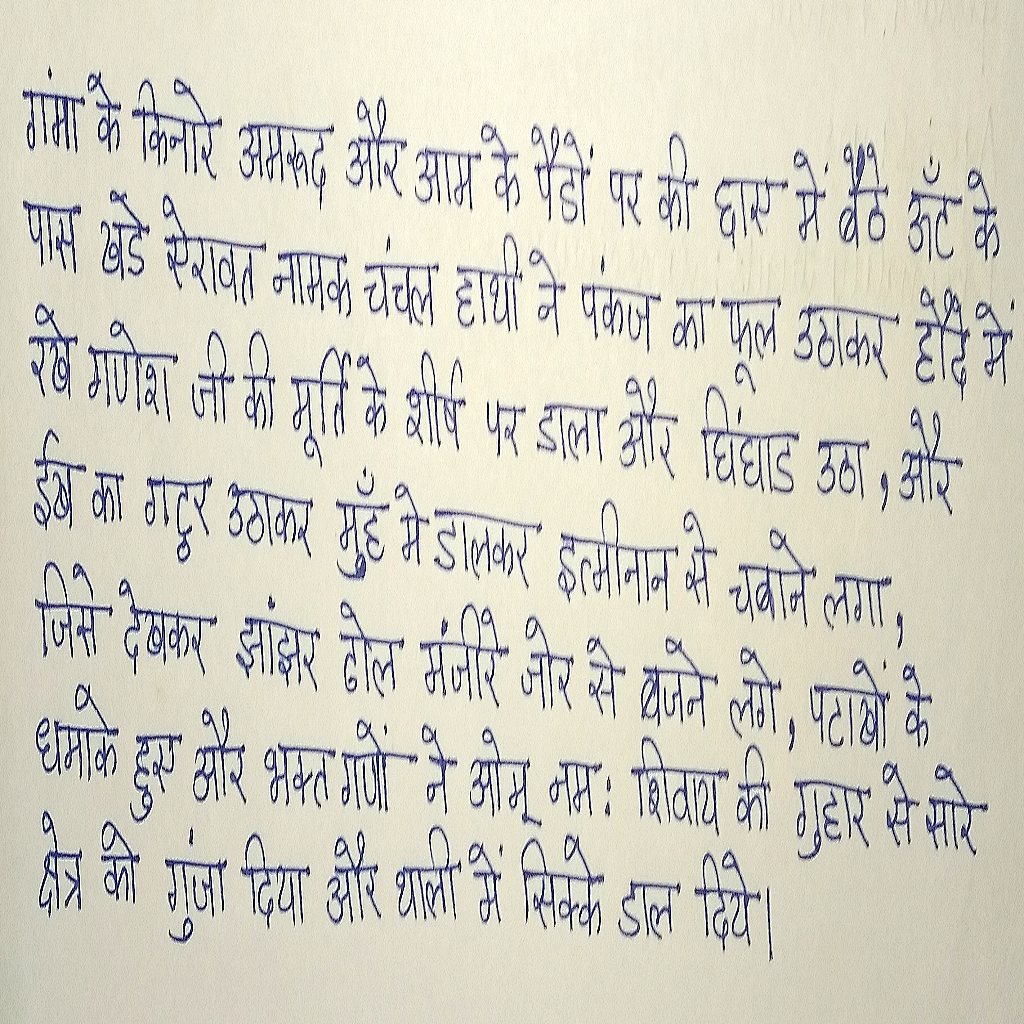 गंगा के किनारे अमरूद और आम के पैडों पर की छाए में बैठे ऊँट के
पास खडे ऐरावत नामक चंचल हाथी ने पंकज का फूल उठाकर हौदे में
रखे गणेश जी की मूर्ति के शीर्ष पर डाला और घिंघाड उठा, और
ईख का गट्ठर उठाकर मुँह मे डालकर इत्मीनान से चबाने लगा,
जिसे देखकर झांझर ढोल मंजीरे जोर से बजने लगे, पटाखों के
धमाके हुए और भक्त गणों ने ओम् नम: शिवाय की गुहार से सारे
क्षेत्र को गुंजा दिया और थाली में सिक्के डाल दिये।